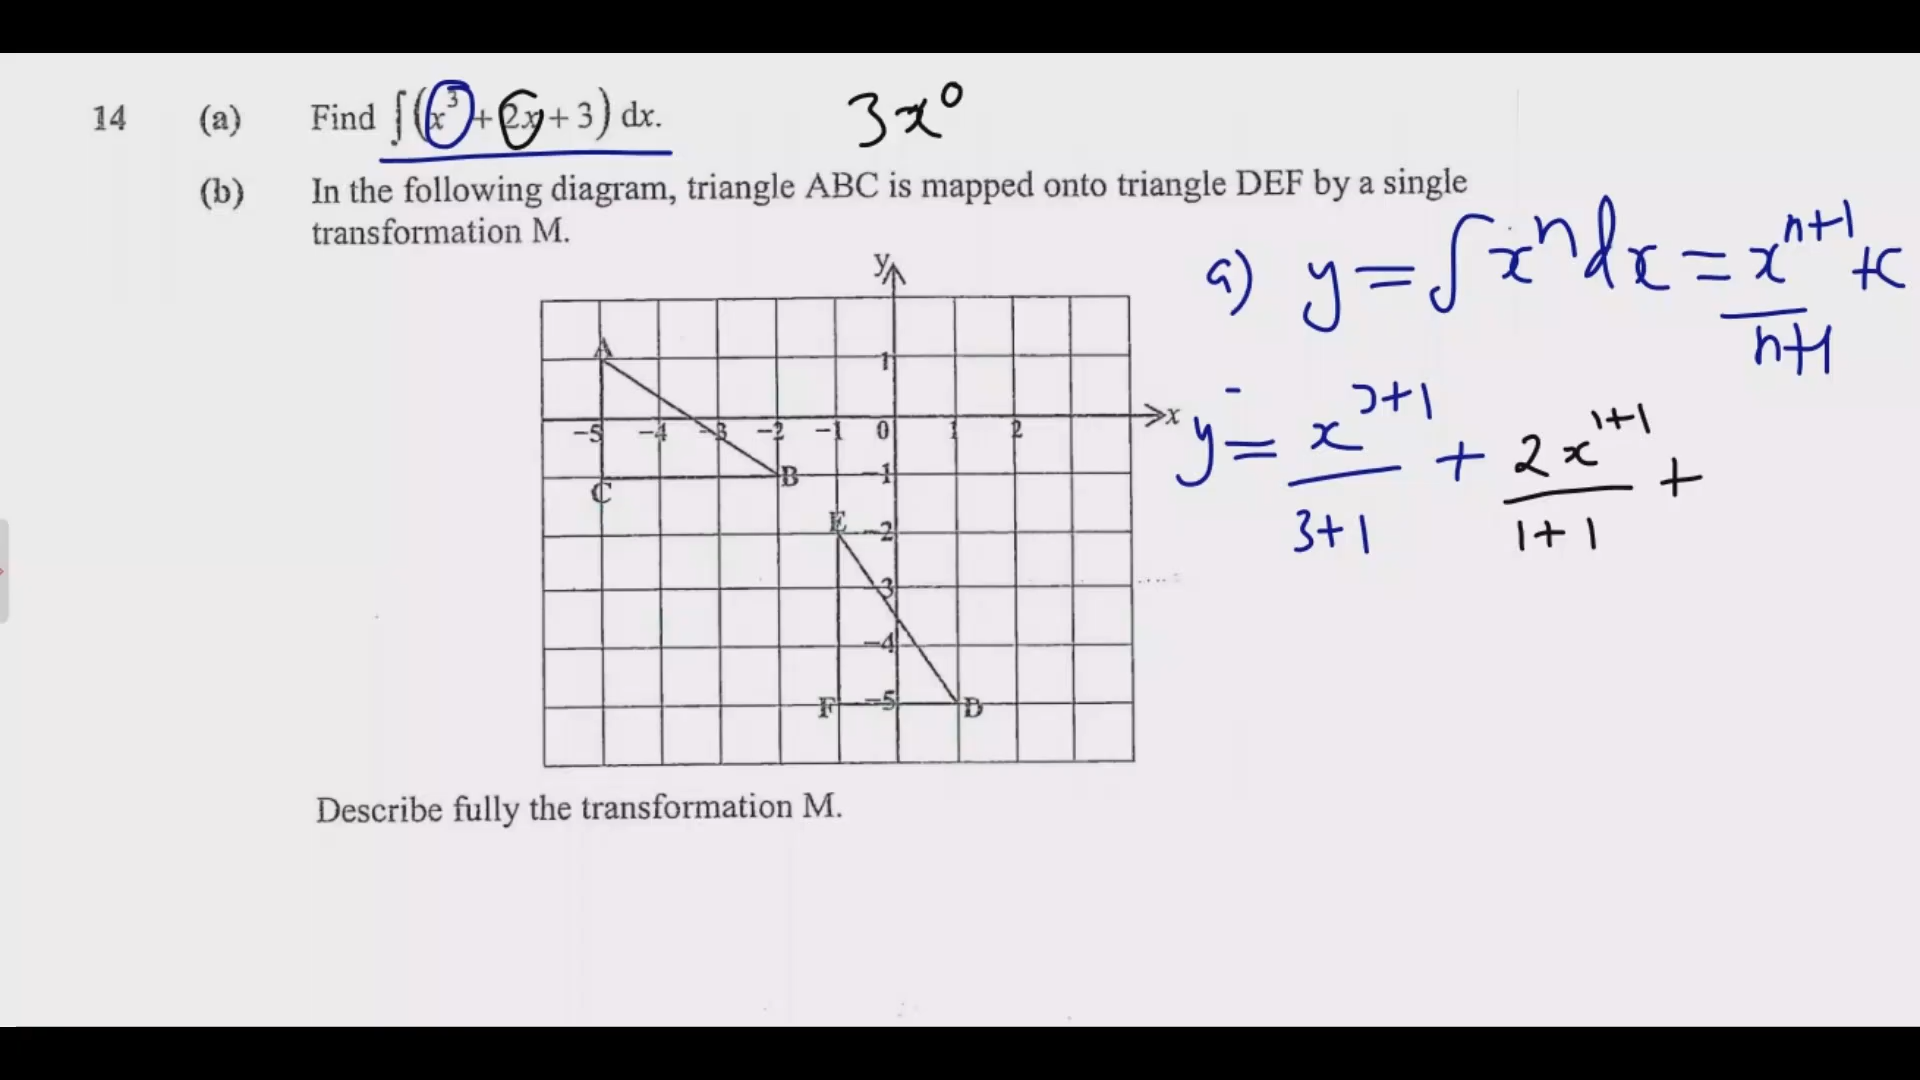 14 (a) Find ∫(x³ + 2x + 3) dx. 3x⁰
(b) In the following diagram, triangle ABC is mapped onto triangle DEF by a single
transformation M.
a) y = ∫xⁿdx = xⁿ⁺¹ + c
n+1
y
A
1
x
-5 -4 -3 -2 -1 0 1 2
y = x³⁺¹ + 2x¹⁺¹ +
3+1 1+1
C B -1
E -2
-3
-4
F -5 D
Describe fully the transformation M.